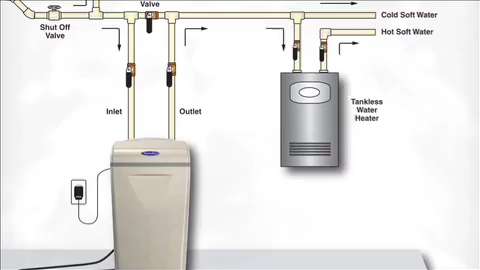 Valve
Cold Soft Water
Shut Off
Valve
Hot Soft Water
Inlet
Outlet
Tankless
Water
Heater